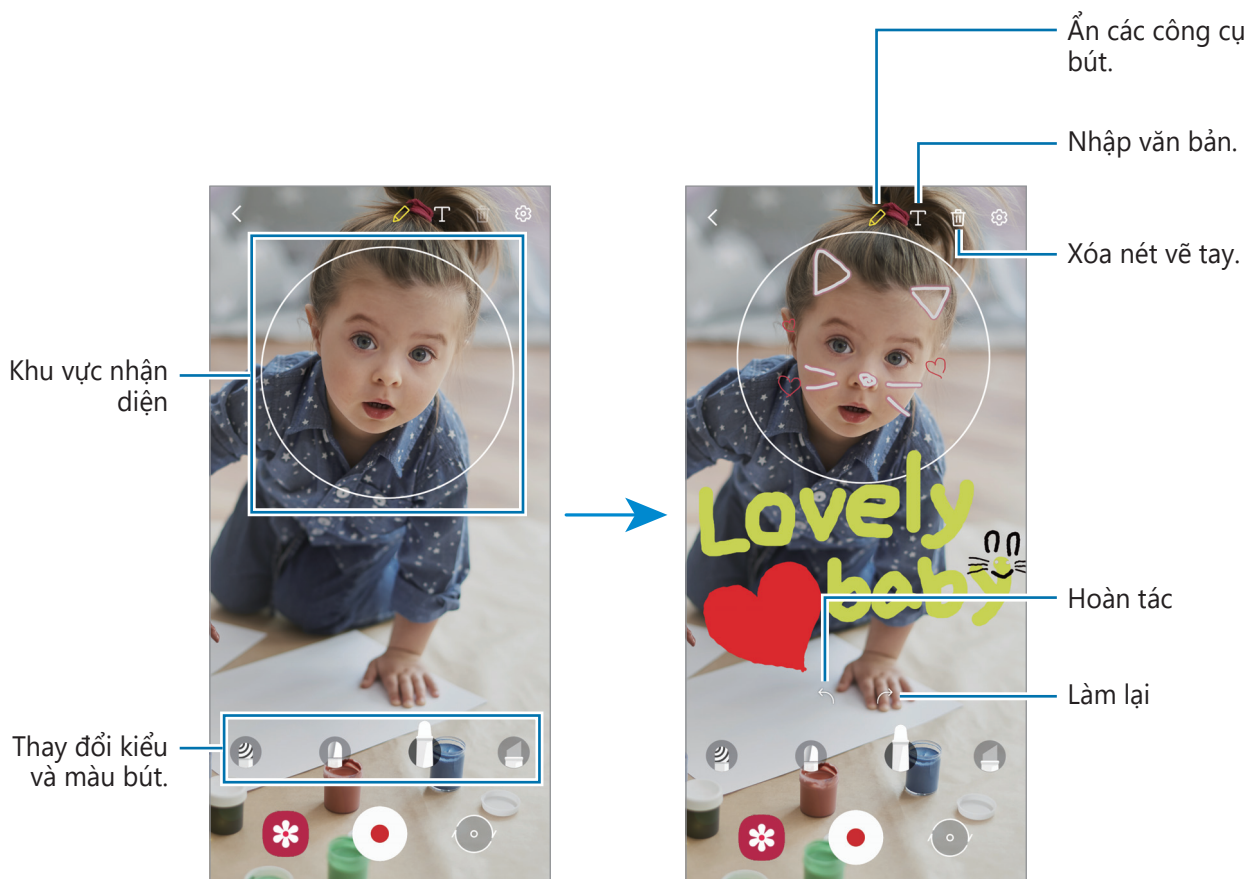 Ẩn các công cụ
bút.
Nhập văn bản.
T
T
Xóa nét vẽ tay.
Khu vực nhận
diện
Lovely
baby
Hoàn tác
Làm lại
Thay đổi kiểu
và màu bút.